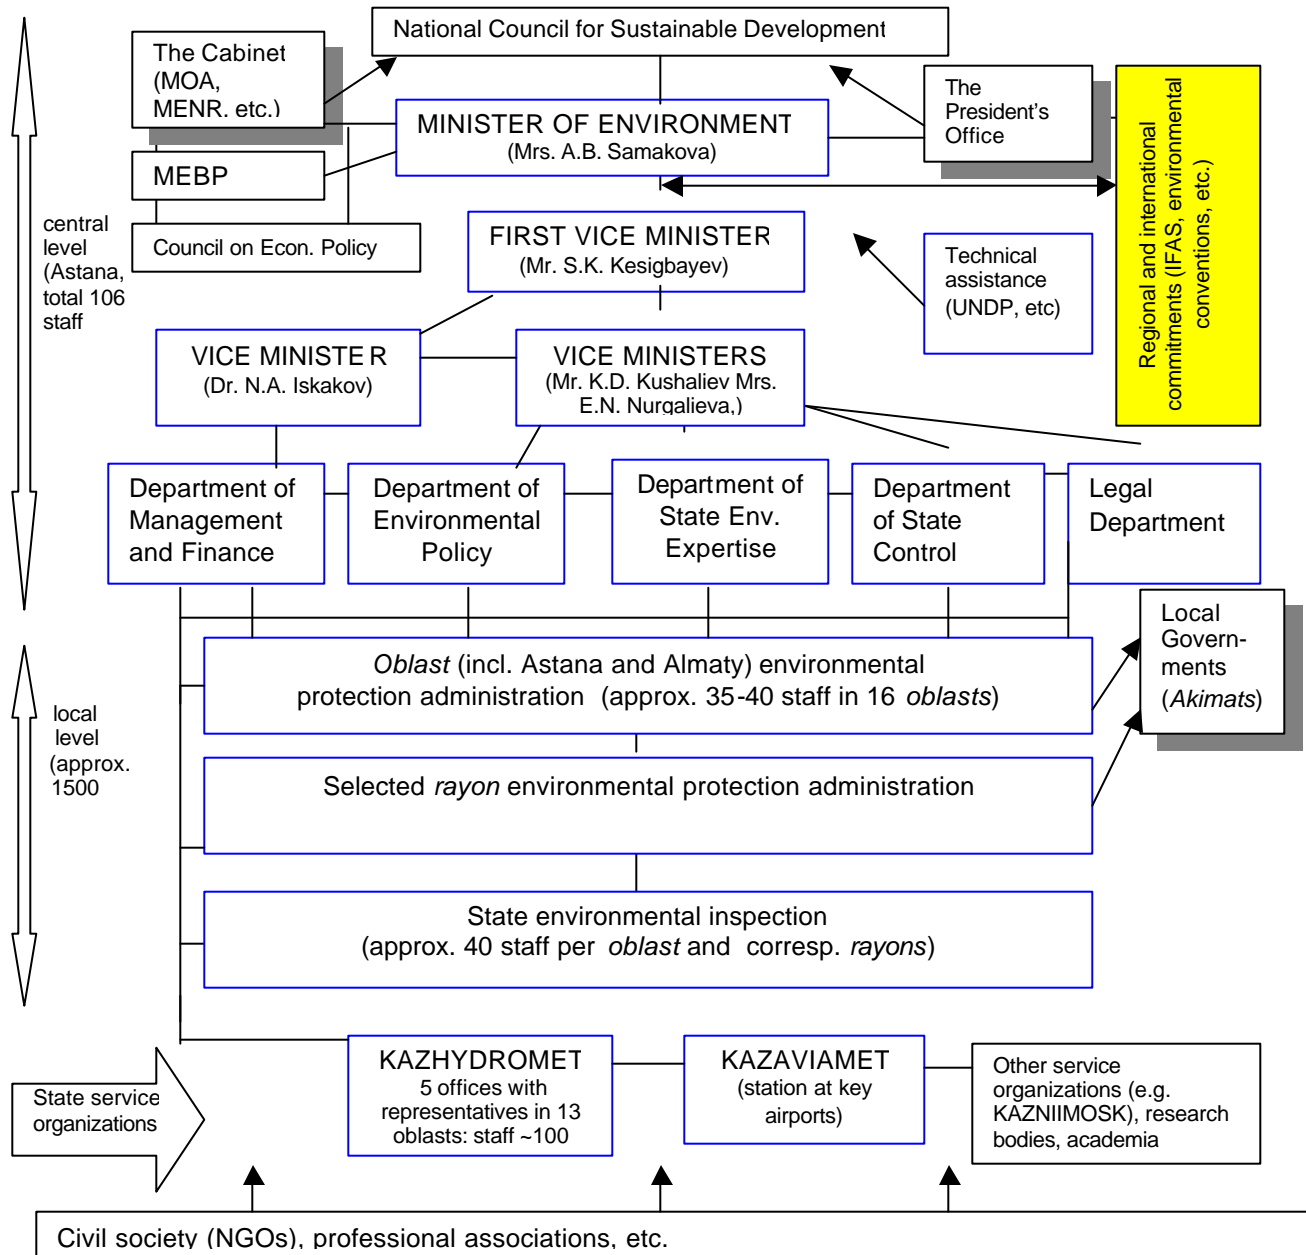 National Council for Sustainable Development
The Cabinet
(MOA,
MENR. etc.)
The
President's
Office
MINISTER OF ENVIRONMENT
(Mrs. A.B. Samakova)
MEBP
Council on Econ. Policy
Regional and international
commitments (IFAS, environmental
conventions, etc.)
central
level
(Astana,
total 106
staff
FIRST VICE MINISTER
(Mr. S.K. Kesigbayev)
Technical
assistance
(UNDP, etc)
VICE MINISTER
(Dr. N.A. Iskakov)
VICE MINISTERS
(Mr. K.D. Kushaliev Mrs.
E.N. Nurgalieva,)
Department of
Management
and Finance
Department of
Environmental
Policy
Department of
State Env.
Expertise
Department
of State
Control
Legal
Department
Local
Govern-
ments
(Akimats)
local
level
(approx.
1500
Oblast (incl. Astana and Almaty) environmental
protection administration (approx. 35-40 staff in 16 oblasts)
Selected rayon environmental protection administration
State environmental inspection
(approx. 40 staff per oblast and corresp. rayons)
State service
organizations
KAZHYDROMET
5 offices with
representatives in 13
oblasts: staff ~100
KAZAVIAMET
(station at key
airports)
Other service
organizations (e.g.
KAZNIIMOSK), research
bodies, academia
Civil society (NGOs), professional associations, etc.